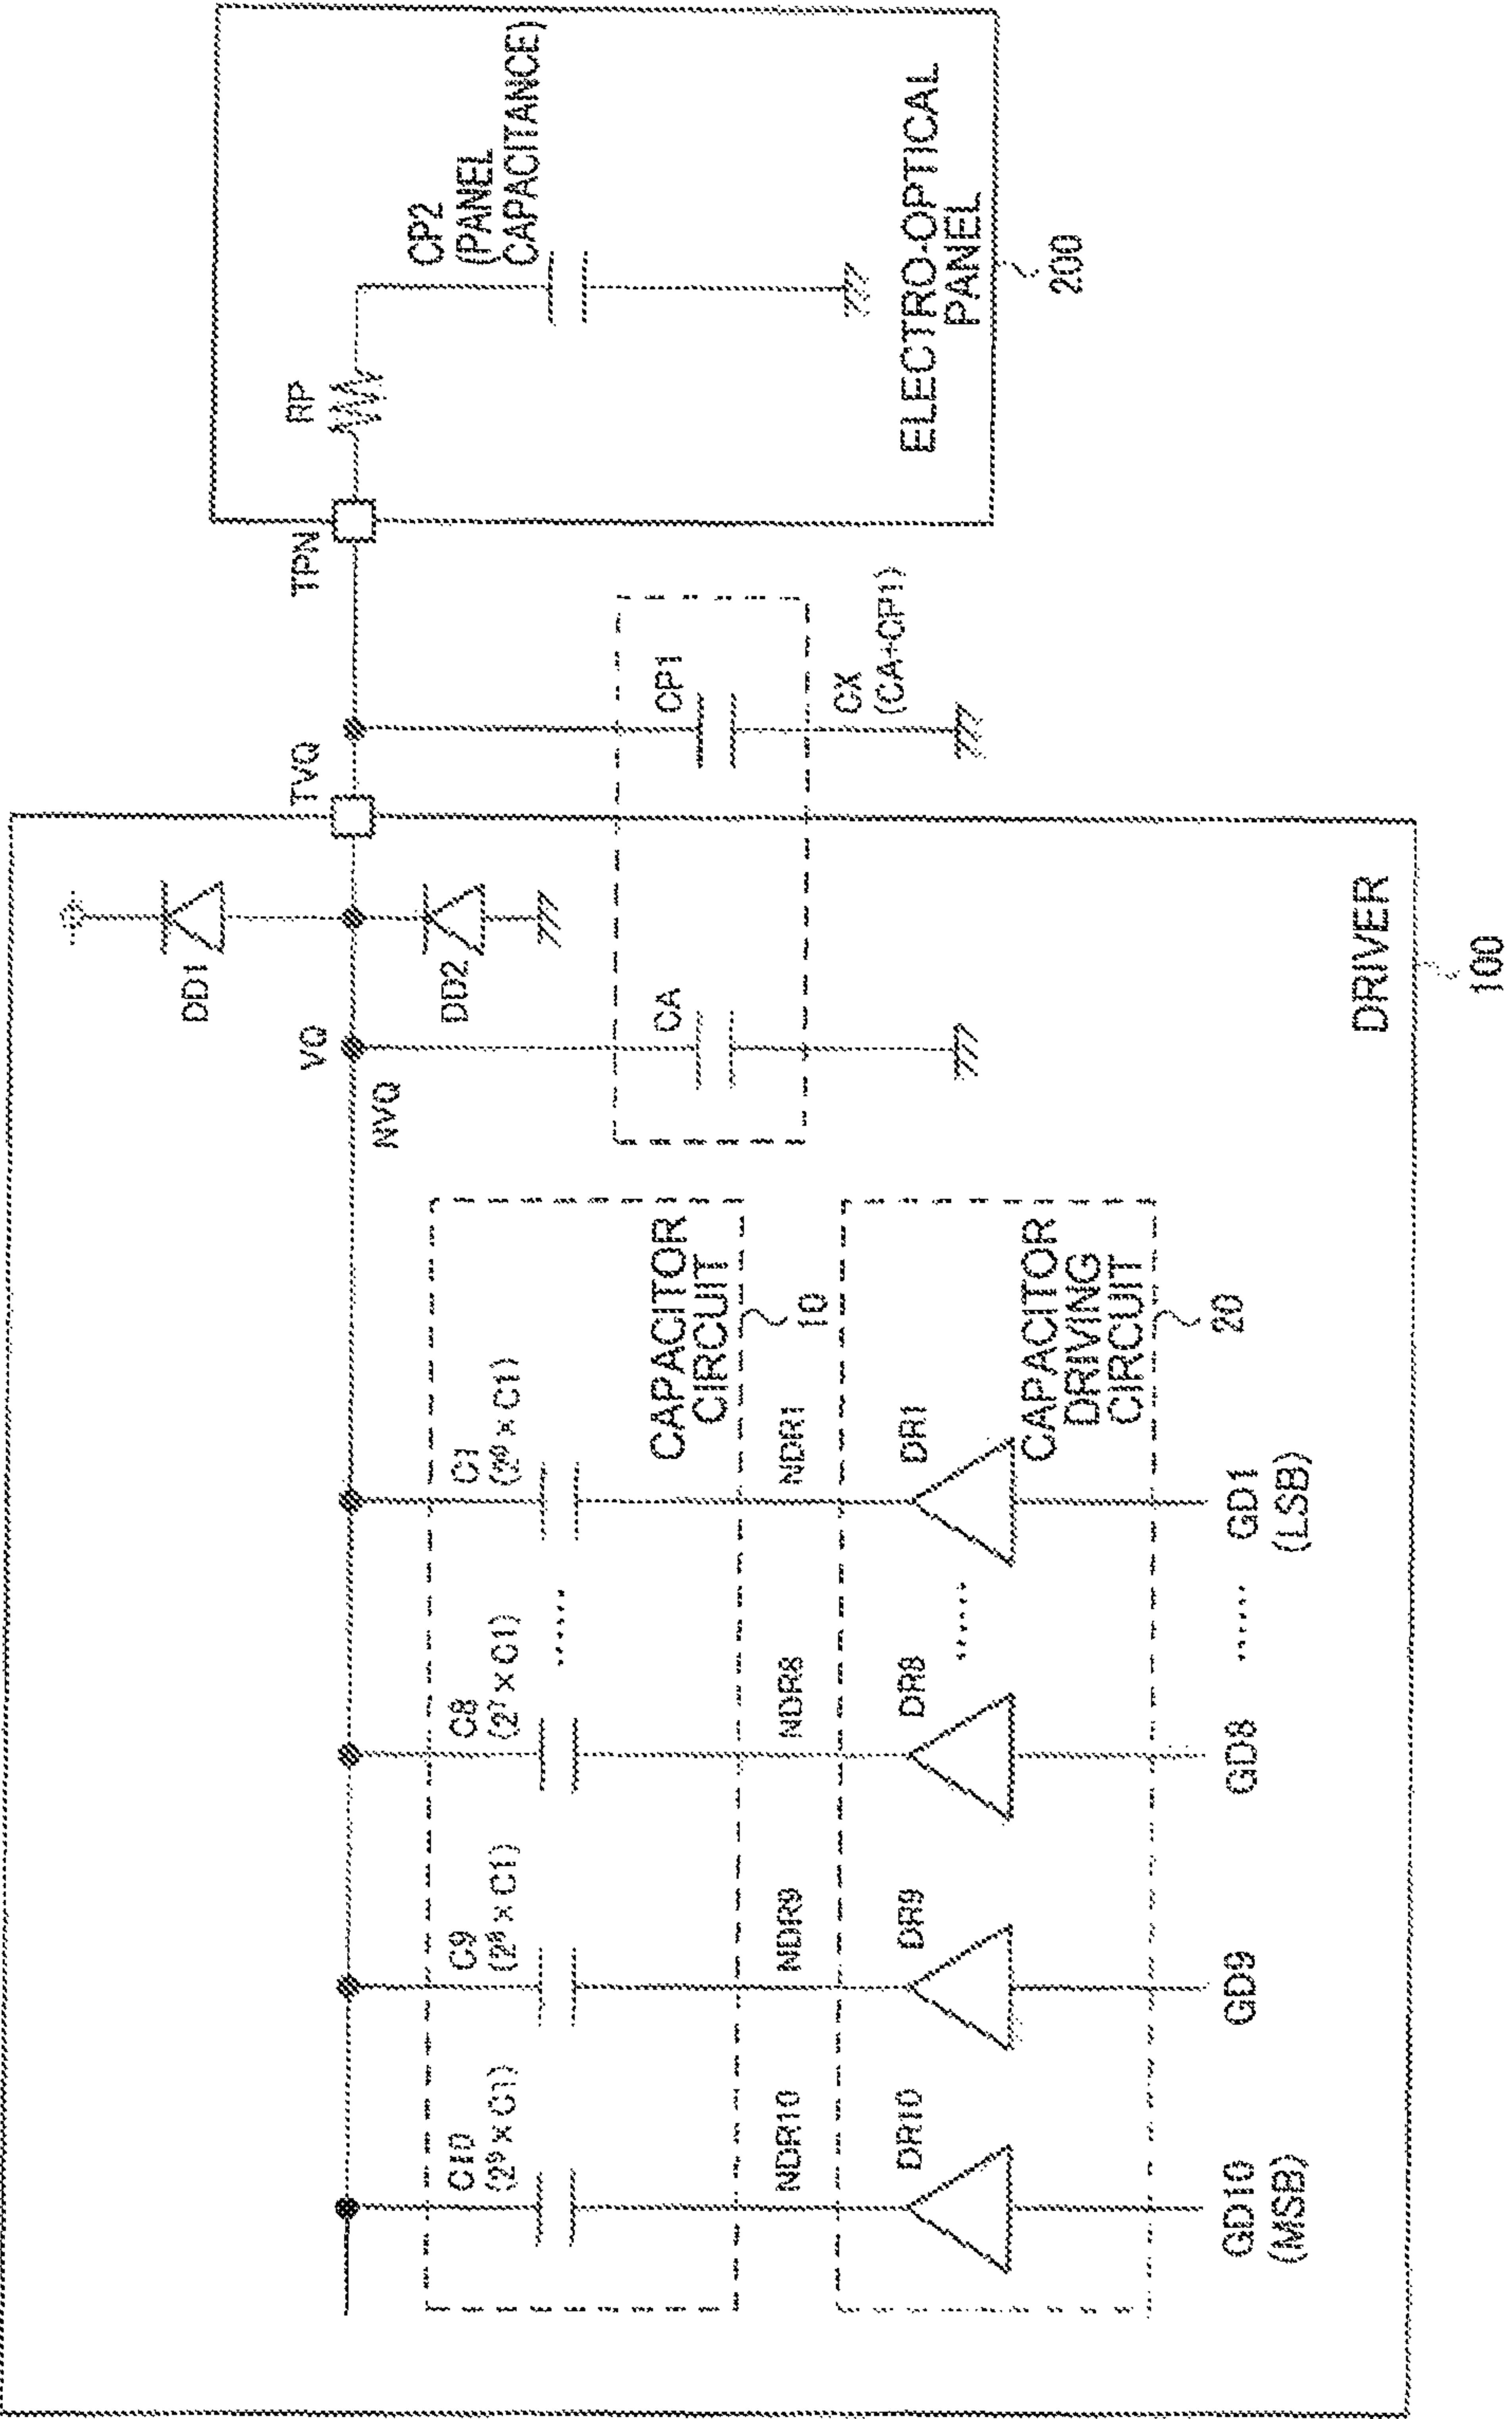 DD1
VQ
TVQ
TPN
RP
NVQ
DD2
CP2
(PANEL
CAPACITANCE)
C10
(2⁹×C1)
C9
(2⁸×C1)
C8
(2⁷×C1)
.....
C1
(2⁰×C1)
CA
CP1
CAPACITOR
CIRCUIT
10
CX
(CA+CP1)
NDR10
NDR9
NDR8
NDR1
DR10
DR9
DR8
.....
DR1
ELECTRO-OPTICAL
PANEL
200
CAPACITOR
DRIVING
CIRCUIT
20
GD10
(MSB)
GD9
GD8
.....
GD1
(LSB)
DRIVER
100